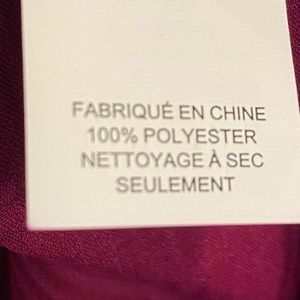 FABRIQUÉ EN CHINE
100% POLYESTER
NETTOYAGE À SEC
SEULEMENT